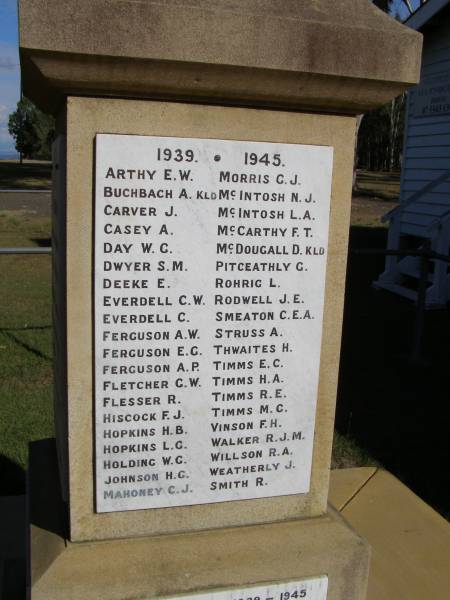 1939. • 1945.
ARTHY E.W.
BUCHBACH A. KLD
CARVER J.
CASEY A.
DAY W.G.
DWYER S.M.
DEEKE E.
EVERDELL C.W.
EVERDELL C.
FERGUSON A.W.
FERGUSON E.G.
FERGUSON A.P.
FLETCHER G.W.
FLESSER R.
HISCOCK F.J.
HOPKINS H.B.
HOPKINS L.G.
HOLDING W.G.
JOHNSON H.G.
MAHONEY C.J.
MORRIS C.J.
McINTOSH N.J.
McINTOSH L.A.
McCARTHY F.T.
McDOUGALL D. KLD
PITCEATHLY G.
ROHRIG L.
RODWELL J.E.
SMEATON C.E.A.
STRUSS A.
THWAITES H.
TIMMS E.C.
TIMMS H.A.
TIMMS R.E.
TIMMS M.G.
VINSON F.H.
WALKER R.J.M.
WILLSON R.A.
WEATHERLY J.
SMITH R.
1939 – 1945